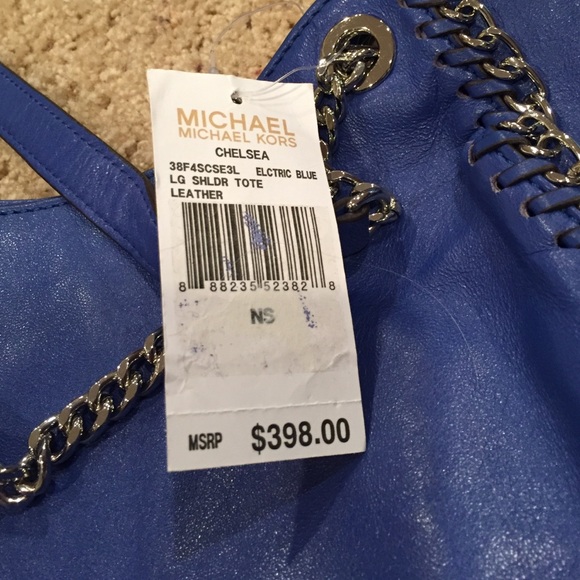 MICHAEL
MICHAEL KORS
CHELSEA
38F4SCSE3L ELCTRIC BLUE
LG SHLDR TOTE
LEATHER
8 88235 52382 8
NS
MSRP $398.00